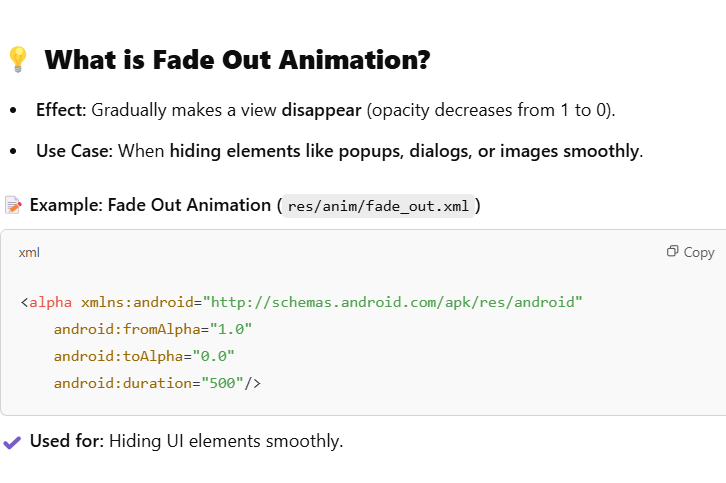 💡 What is Fade Out Animation?
• Effect: Gradually makes a view disappear (opacity decreases from 1 to 0).
• Use Case: When hiding elements like popups, dialogs, or images smoothly.
📝 Example: Fade Out Animation (res/anim/fade_out.xml)
xml Copy
<alpha xmlns:android="http://schemas.android.com/apk/res/android"
    android:fromAlpha="1.0"
    android:toAlpha="0.0"
    android:duration="500"/>
✔ Used for: Hiding UI elements smoothly.